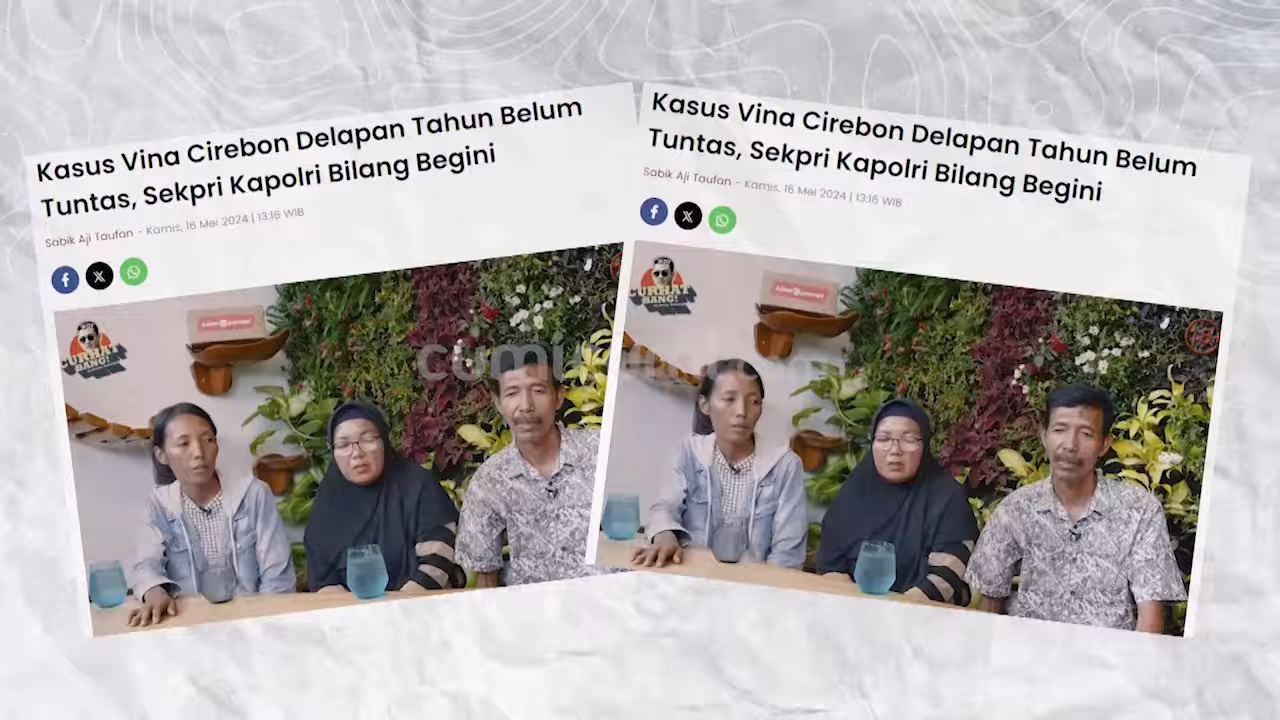 Kasus Vina Cirebon Delapan Tahun Belum
Tuntas, Sekpri Kapolri Bilang Begini
Sabik Aji Taufan - Kamis, 16 Mei 2024 | 13:16 WIB
CURHAT
BANG!
Kasus Vina Cirebon Delapan Tahun Belum
Tuntas, Sekpri Kapolri Bilang Begini
Sabik Aji Taufan - Kamis, 16 Mei 2024 | 13:16 WIB
CURHAT
BANG!